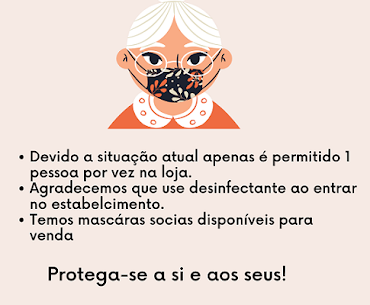 • Devido a situação atual apenas é permitido 1
pessoa por vez na loja.
• Agradecemos que use desinfectante ao entrar
no estabelcimento.
• Temos mascáras socias disponíveis para
venda
Protega-se a si e aos seus!